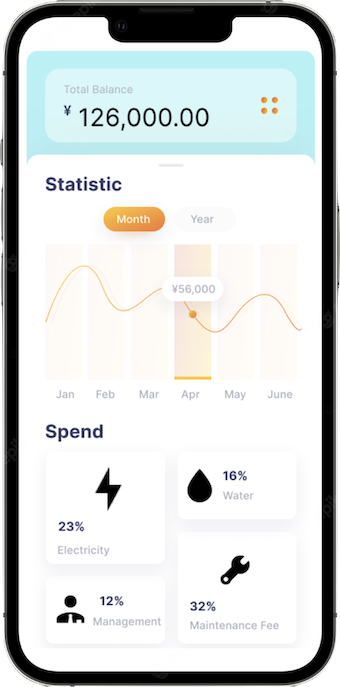 Total Balance
¥ 126,000.00
Statistic
Month Year
¥56,000
Jan Feb Mar Apr May June
Spend
23%
Electricity
16%
Water
12%
Management
32%
Maintenance Fee